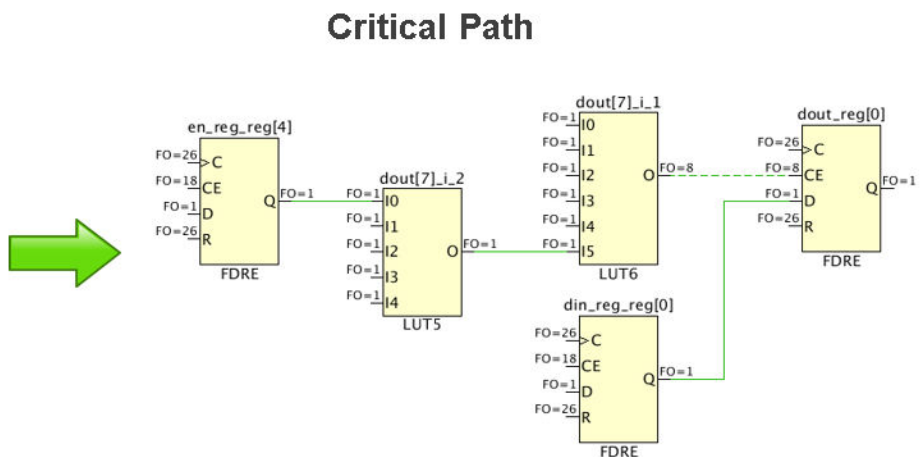 Critical Path
en_reg_reg[4]
FO=26 C
FO=18 CE
FO=1 D
FO=26 R
Q FO=1
FDRE
dout[7]_i_2
FO=1 I0
FO=1 I1
FO=1 I2
FO=1 I3
FO=1 I4
O FO=1
LUT5
dout[7]_i_1
FO=1 I0
FO=1 I1
FO=1 I2
FO=1 I3
FO=1 I4
FO=1 I5
O FO=8
LUT6
dout_reg[0]
FO=26 C
FO=8 CE
FO=1 D
FO=26 R
Q FO=1
FDRE
din_reg_reg[0]
FO=26 C
FO=18 CE
FO=1 D
FO=26 R
Q FO=1
FDRE